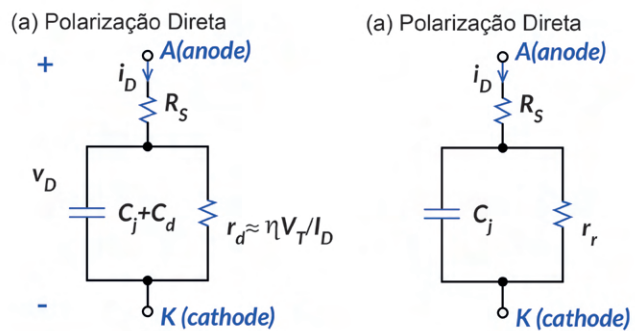 (a) Polarização Direta
A(anode)
+
i_D
R_S
v_D
C_j+C_d
r_d≈ηV_T/I_D
-
K (cathode)
(a) Polarização Direta
A(anode)
i_D
R_S
C_j
r_r
K (cathode)